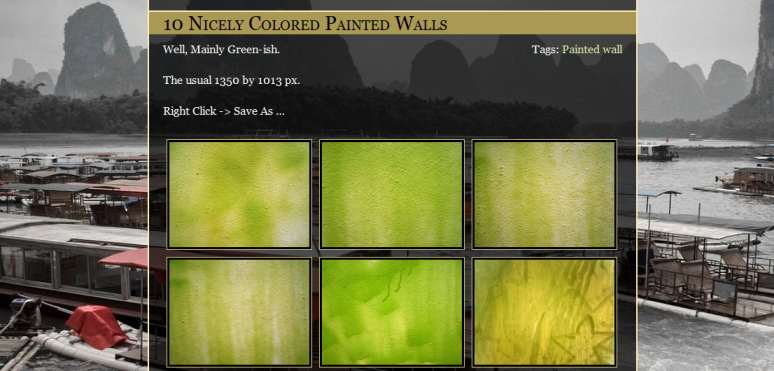 10 Nicely Colored Painted Walls
Well, Mainly Green-ish.
Tags: Painted wall
The usual 1350 by 1013 px.
Right Click -> Save As ...